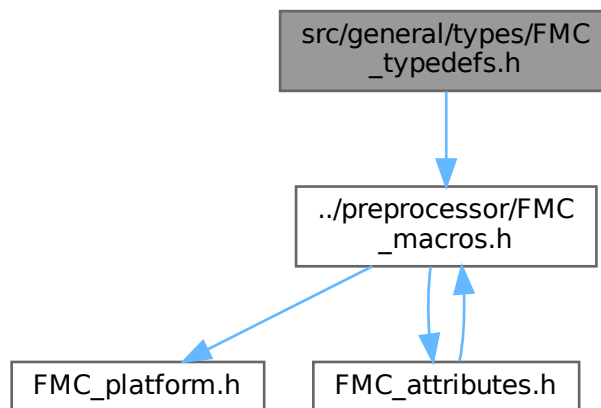 src/general/types/FMC
_typedefs.h
../preprocessor/FMC
_macros.h
FMC_platform.h
FMC_attributes.h